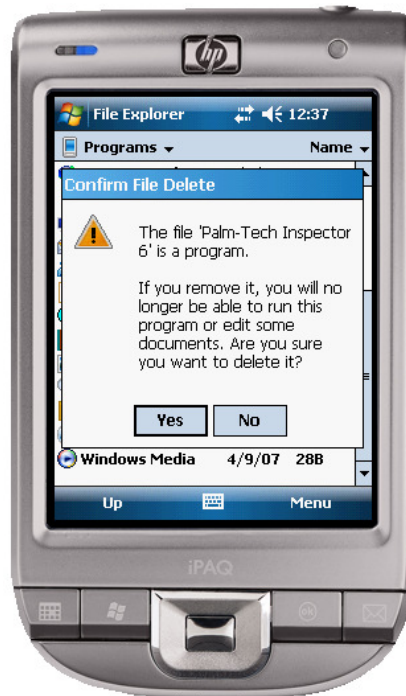 hp
File Explorer 12:37
Programs Name
Confirm File Delete
The file 'Palm-Tech Inspector
6' is a program.
If you remove it, you will no
longer be able to run this
program or edit some
documents. Are you sure
you want to delete it?
Yes No
Windows Media 4/9/07 28B
Up Menu
iPAQ
ok